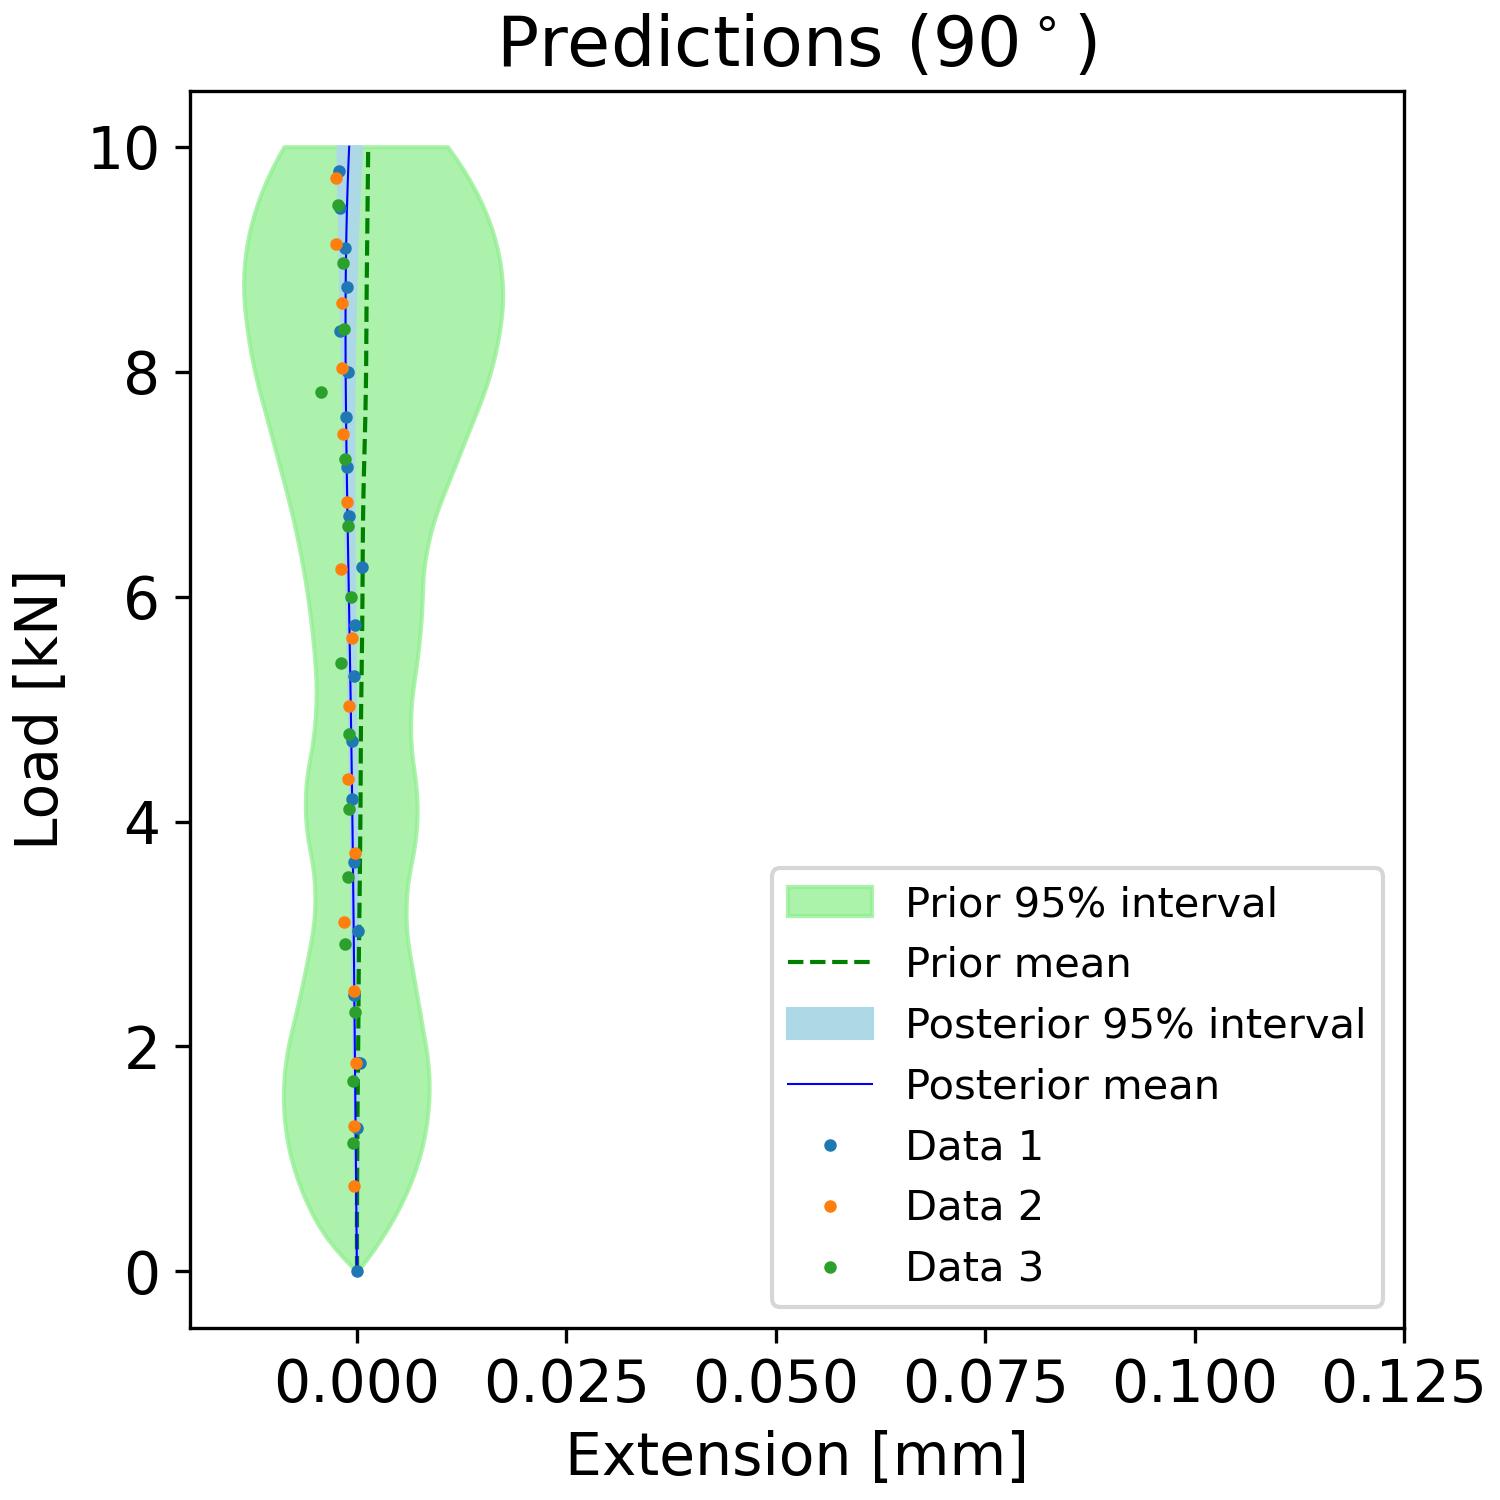 Predictions (90°)
10
8
6
4
2
0
Load [kN]
Prior 95% interval
Prior mean
Posterior 95% interval
Posterior mean
Data 1
Data 2
Data 3
0.000 0.025 0.050 0.075 0.100 0.125
Extension [mm]